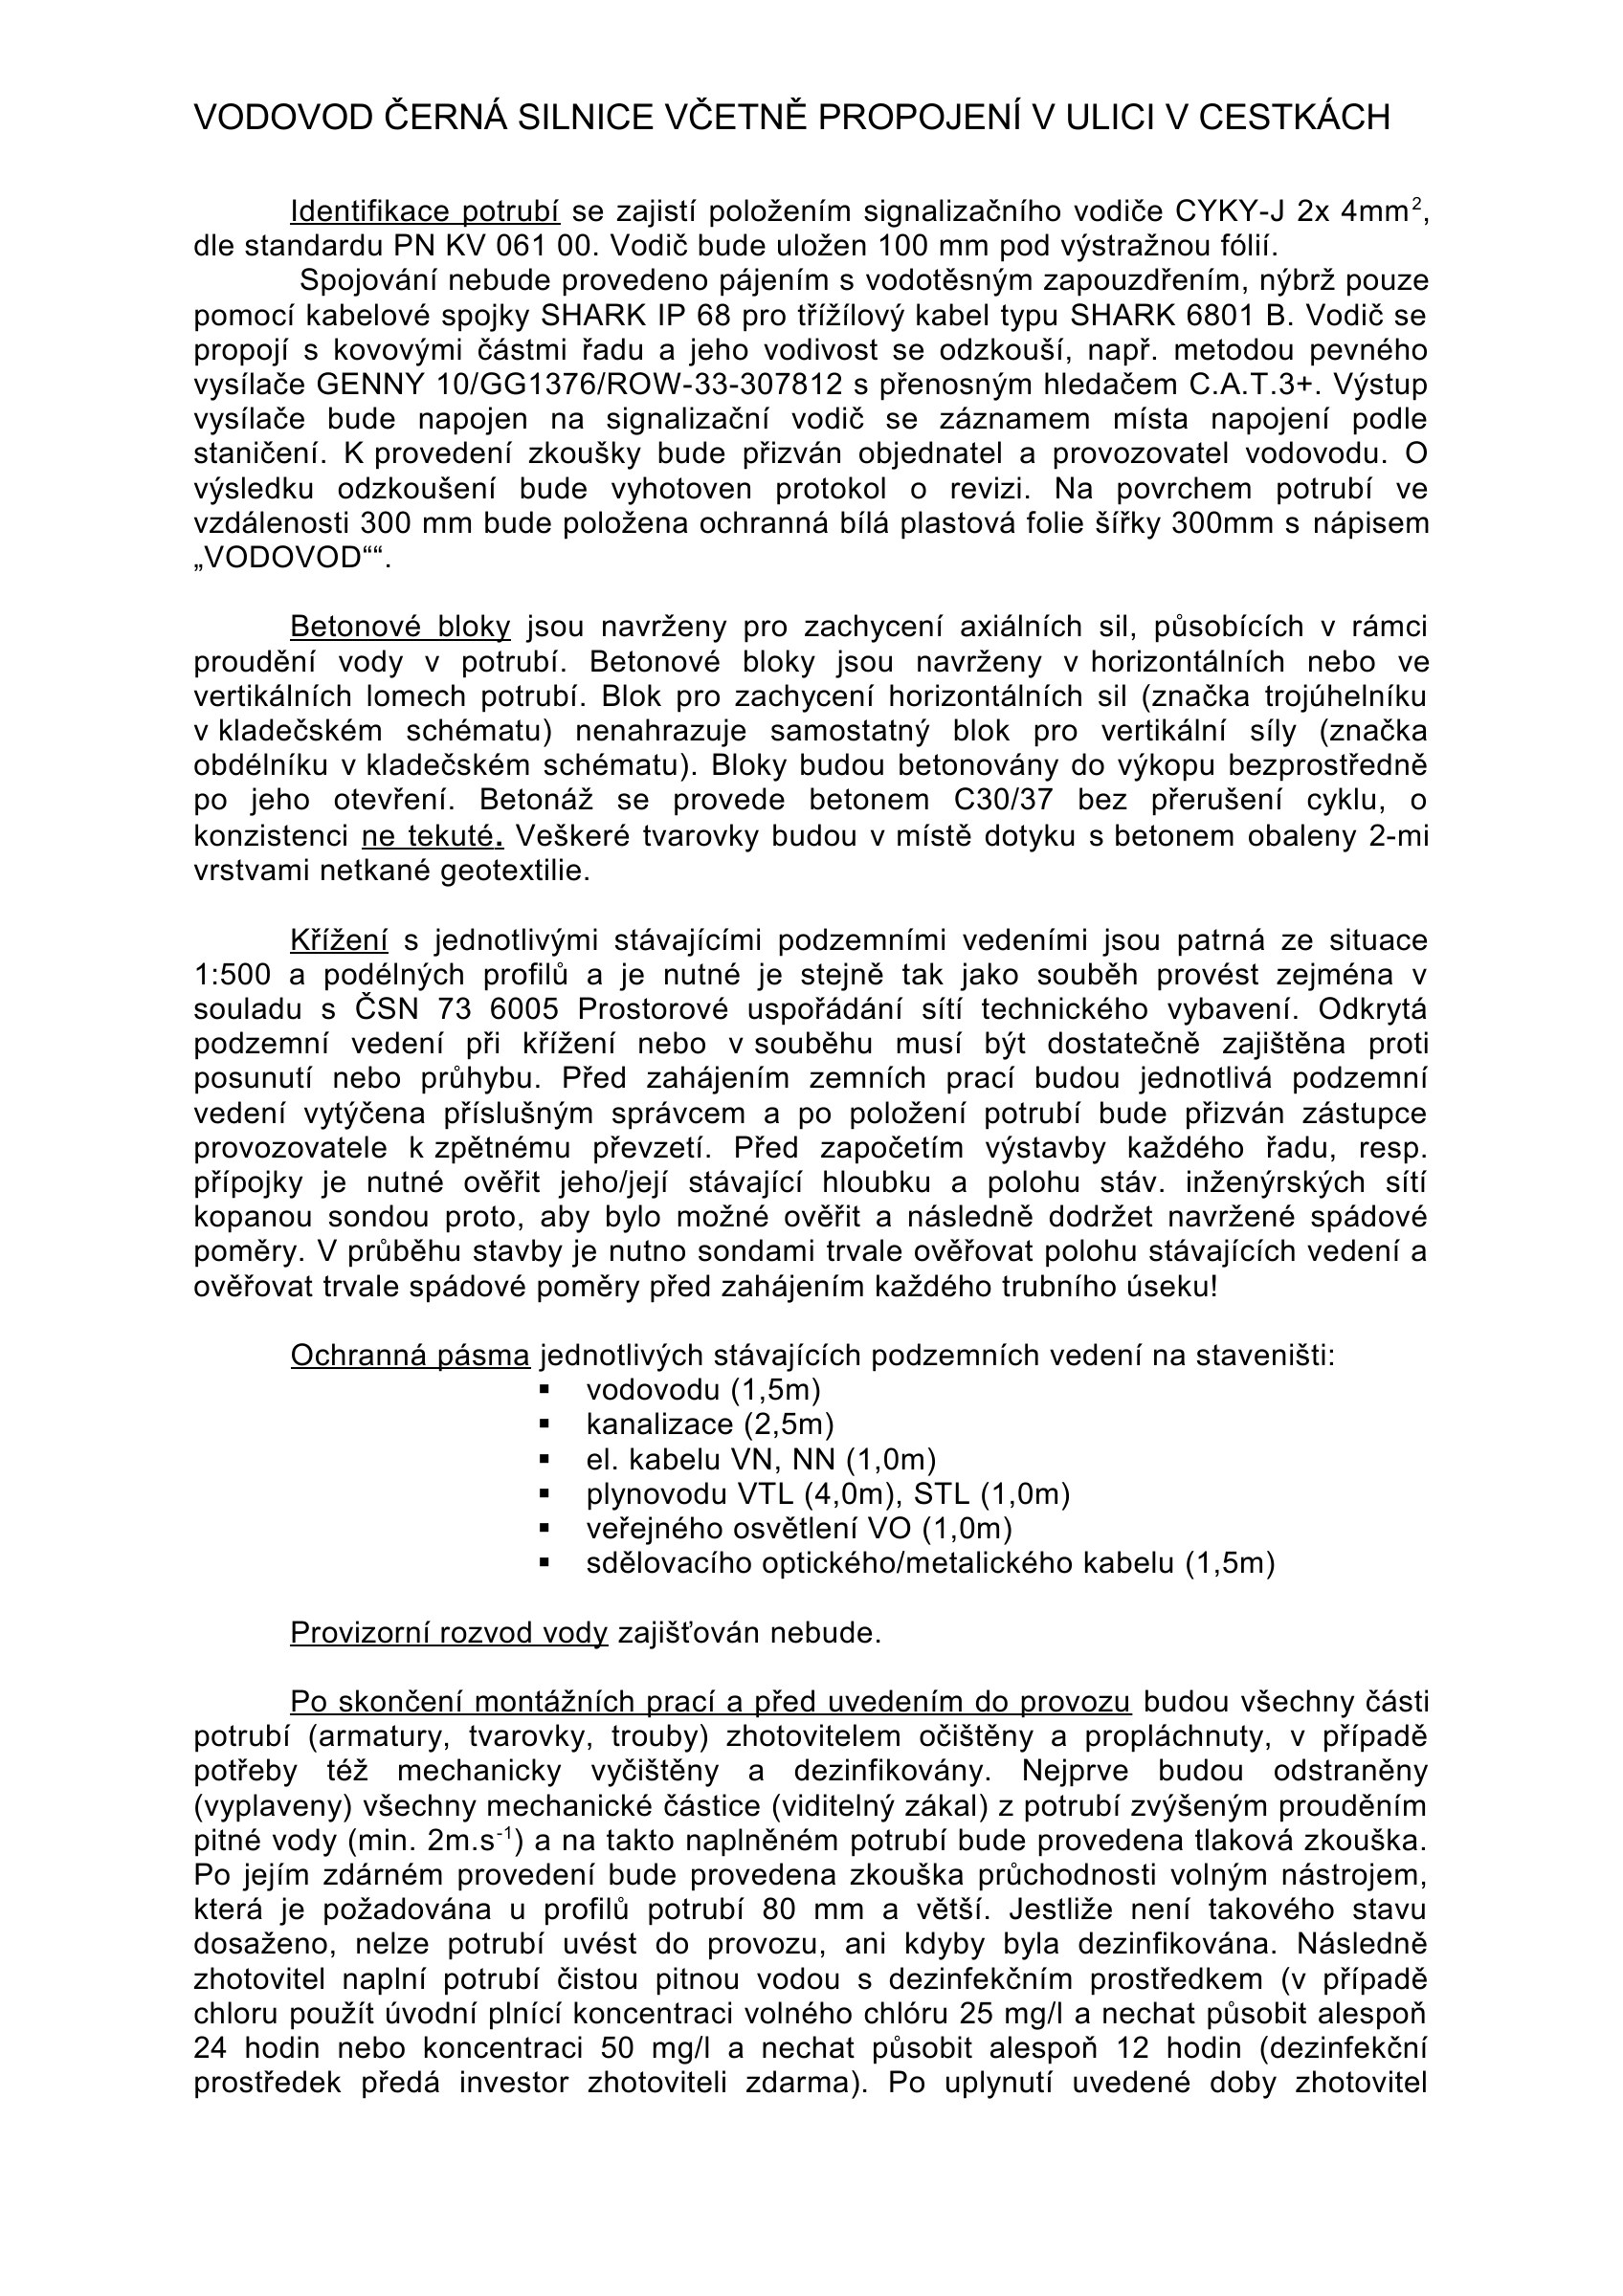 VODOVOD ČERNÁ SILNICE VČETNĚ PROPOJENÍ V ULICI V CESTKÁCH
Identifikace potrubí se zajistí položením signalizačního vodiče CYKY-J 2x 4mm²,
dle standardu PN KV 061 00. Vodič bude uložen 100 mm pod výstražnou fólií.
Spojování nebude provedeno pájením s vodotěsným zapouzdřením, nýbrž pouze
pomocí kabelové spojky SHARK IP 68 pro třížílový kabel typu SHARK 6801 B. Vodič se
propojí s kovovými částmi řadu a jeho vodivost se odzkouší, např. metodou pevného
vysílače GENNY 10/GG1376/ROW-33-307812 s přenosným hledačem C.A.T.3+. Výstup
vysílače bude napojen na signalizační vodič se záznamem místa napojení podle
staničení. K provedení zkoušky bude přizván objednatel a provozovatel vodovodu. O
výsledku odzkoušení bude vyhotoven protokol o revizi. Na povrchem potrubí ve
vzdálenosti 300 mm bude položena ochranná bílá plastová folie šířky 300mm s nápisem
„VODOVOD““.
Betonové bloky jsou navrženy pro zachycení axiálních sil, působících v rámci
proudění vody v potrubí. Betonové bloky jsou navrženy v horizontálních nebo ve
vertikálních lomech potrubí. Blok pro zachycení horizontálních sil (značka trojúhelníku
v kladečském schématu) nenahrazuje samostatný blok pro vertikální síly (značka
obdélníku v kladečském schématu). Bloky budou betonovány do výkopu bezprostředně
po jeho otevření. Betonáž se provede betonem C30/37 bez přerušení cyklu, o
konzistenci ne tekuté. Veškeré tvarovky budou v místě dotyku s betonem obaleny 2-mi
vrstvami netkané geotextilie.
Křížení s jednotlivými stávajícími podzemními vedeními jsou patrná ze situace
1:500 a podélných profilů a je nutné je stejně tak jako souběh provést zejména v
souladu s ČSN 73 6005 Prostorové uspořádání sítí technického vybavení. Odkrytá
podzemní vedení při křížení nebo v souběhu musí být dostatečně zajištěna proti
posunutí nebo průhybu. Před zahájením zemních prací budou jednotlivá podzemní
vedení vytýčena příslušným správcem a po položení potrubí bude přizván zástupce
provozovatele k zpětnému převzetí. Před započetím výstavby každého řadu, resp.
přípojky je nutné ověřit jeho/její stávající hloubku a polohu stáv. inženýrských sítí
kopanou sondou proto, aby bylo možné ověřit a následně dodržet navržené spádové
poměry. V průběhu stavby je nutno sondami trvale ověřovat polohu stávajících vedení a
ověřovat trvale spádové poměry před zahájením každého trubního úseku!
Ochranná pásma jednotlivých stávajících podzemních vedení na staveništi:
▪ vodovodu (1,5m)
▪ kanalizace (2,5m)
▪ el. kabelu VN, NN (1,0m)
▪ plynovodu VTL (4,0m), STL (1,0m)
▪ veřejného osvětlení VO (1,0m)
▪ sdělovacího optického/metalického kabelu (1,5m)
Provizorní rozvod vody zajišťován nebude.
Po skončení montážních prací a před uvedením do provozu budou všechny části
potrubí (armatury, tvarovky, trouby) zhotovitelem očištěny a propláchnuty, v případě
potřeby též mechanicky vyčištěny a dezinfikovány. Nejprve budou odstraněny
(vyplaveny) všechny mechanické částice (viditelný zákal) z potrubí zvýšeným prouděním
pitné vody (min. 2m.s⁻¹) a na takto naplněném potrubí bude provedena tlaková zkouška.
Po jejím zdárném provedení bude provedena zkouška průchodnosti volným nástrojem,
která je požadována u profilů potrubí 80 mm a větší. Jestliže není takového stavu
dosaženo, nelze potrubí uvést do provozu, ani kdyby byla dezinfikována. Následně
zhotovitel naplní potrubí čistou pitnou vodou s dezinfekčním prostředkem (v případě
chloru použít úvodní plnící koncentraci volného chlóru 25 mg/l a nechat působit alespoň
24 hodin nebo koncentraci 50 mg/l a nechat působit alespoň 12 hodin (dezinfekční
prostředek předá investor zhotoviteli zdarma). Po uplynutí uvedené doby zhotovitel